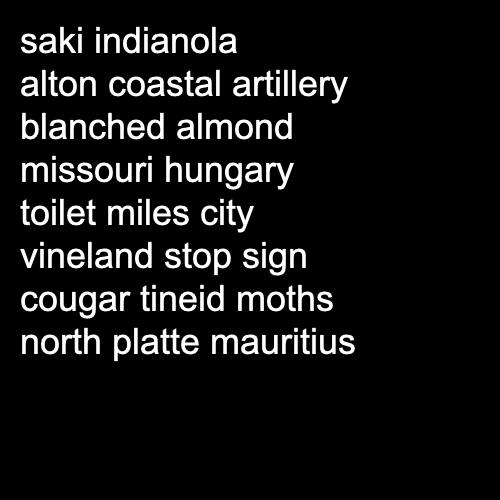 saki indianola
alton coastal artillery
blanched almond
missouri hungary
toilet miles city
vineland stop sign
cougar tineid moths
north platte mauritius